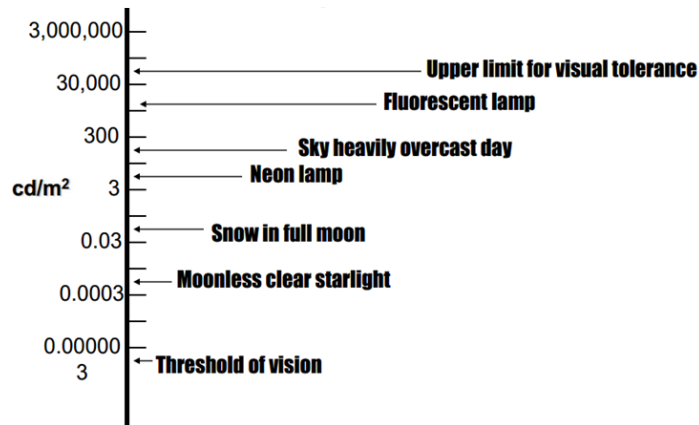 3,000,000
Upper limit for visual tolerance
30,000
Fluorescent lamp
300
Sky heavily overcast day
Neon lamp
cd/m² 3
Snow in full moon
0.03
Moonless clear starlight
0.0003
0.00000
3
Threshold of vision